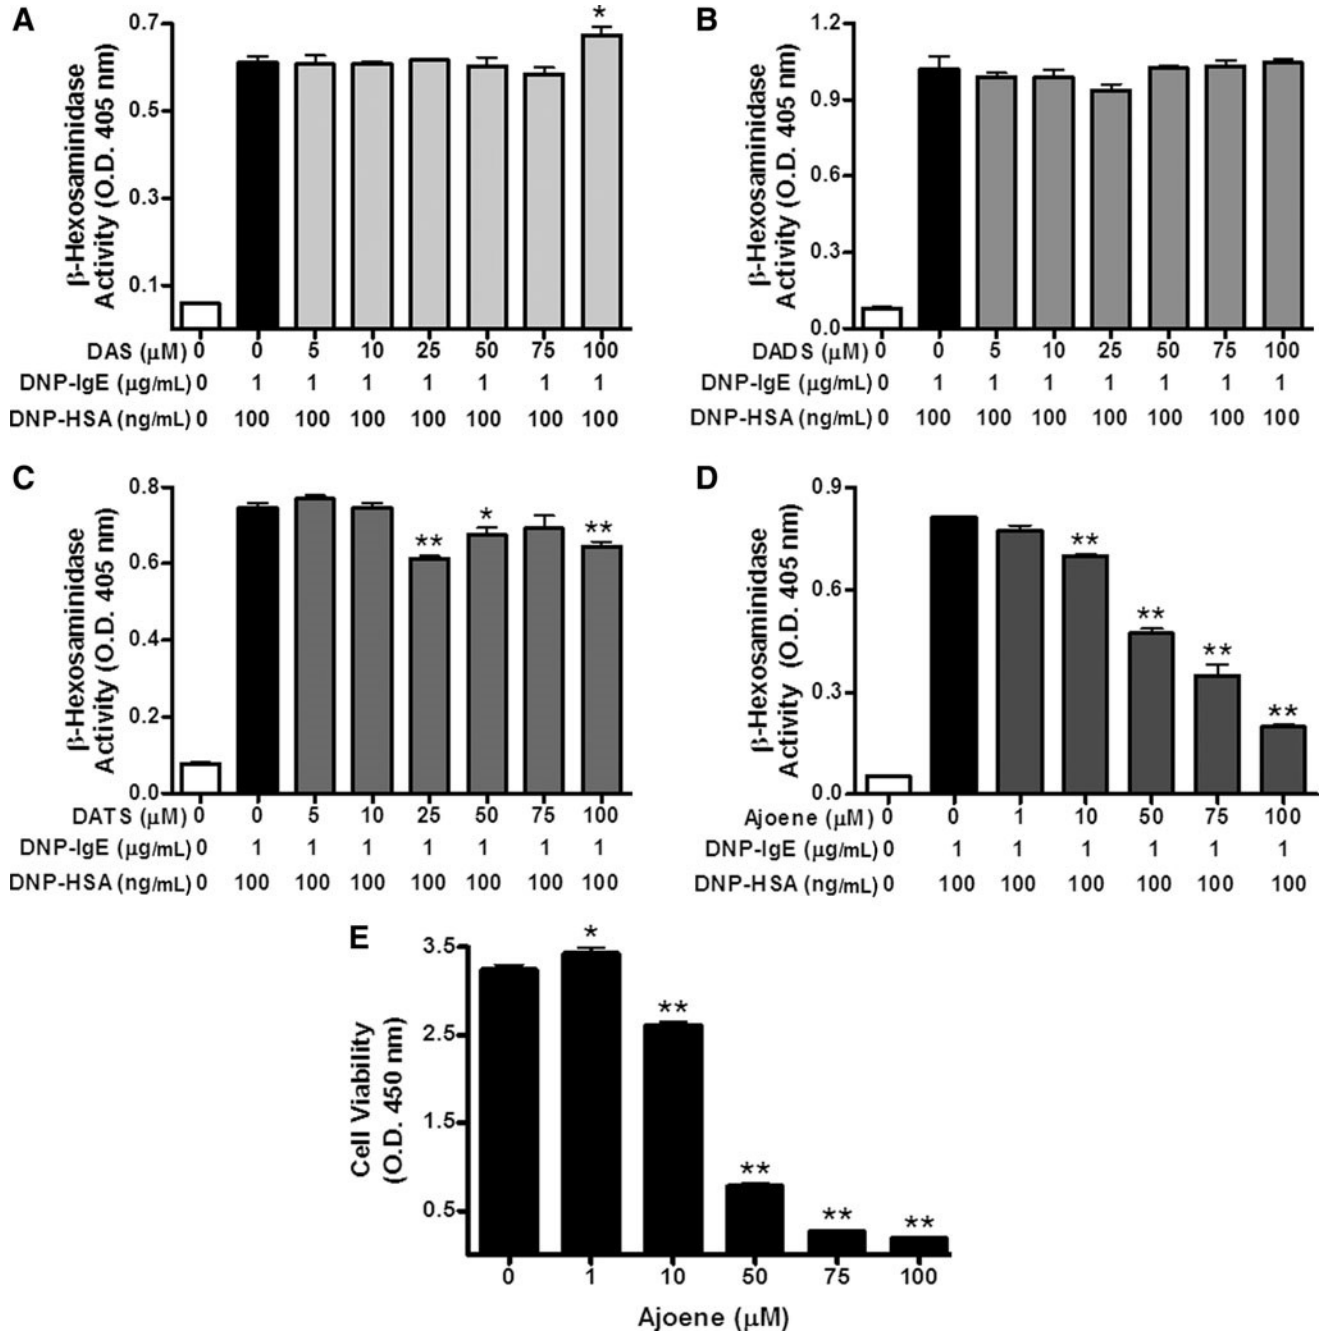 A
β-Hexosaminidase
Activity (O.D. 405 nm)
0.7
0.6
0.3
0.1
*
DAS (μM) 0 0 5 10 25 50 75 100
DNP-IgE (μg/mL) 0 1 1 1 1 1 1 1
DNP-HSA (ng/mL) 0 100 100 100 100 100 100 100
B
β-Hexosaminidase
Activity (O.D. 405 nm)
1.2
0.9
0.6
0.3
0.0
DADS (μM) 0 0 5 10 25 50 75 100
DNP-IgE (μg/mL) 0 1 1 1 1 1 1 1
DNP-HSA (ng/mL) 0 100 100 100 100 100 100 100
C
β-Hexosaminidase
Activity (O.D. 405 nm)
0.8
0.6
0.4
0.2
0.0
** * **
DATS (μM) 0 0 5 10 25 50 75 100
DNP-IgE (μg/mL) 0 1 1 1 1 1 1 1
DNP-HSA (ng/mL) 0 100 100 100 100 100 100 100
D
β-Hexosaminidase
Activity (O.D. 405 nm)
0.9
0.6
0.3
0.0
** ** ** **
Ajoene (μM) 0 0 1 10 50 75 100
DNP-IgE (μg/mL) 0 1 1 1 1 1 1
DNP-HSA (ng/mL) 0 100 100 100 100 100 100
E
Cell Viability
(O.D. 450 nm)
3.5
2.5
1.5
0.5
* ** ** ** **
0 1 10 50 75 100
Ajoene (μM)